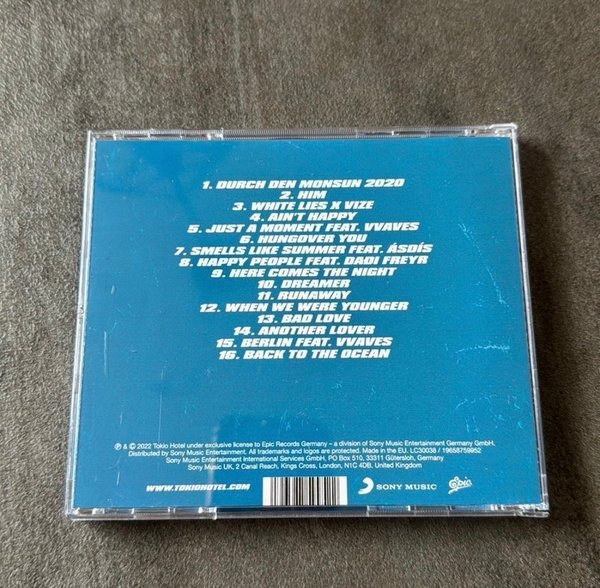 1. DURCH DEN MONSUN 2020
2. HIM
3. WHITE LIES X VIZE
4. AIN'T HAPPY
5. JUST A MOMENT FEAT. VVAVES
6. HUNGOVER YOU
7. SMELLS LIKE SUMMER FEAT. ÁSDÍS
8. HAPPY PEOPLE FEAT. DAÐI FREYR
9. HERE COMES THE NIGHT
10. DREAMER
11. RUNAWAY
12. WHEN WE WERE YOUNGER
13. BAD LOVE
14. ANOTHER LOVER
15. BERLIN FEAT. VVAVES
16. BACK TO THE OCEAN
℗ & © 2022 Tokio Hotel under exclusive license to Epic Records Germany – a division of Sony Music Entertainment Germany GmbH.
Distributed by Sony Music Entertainment. All trademarks and logos are protected. Made in the EU. LC30038 / 19658759952
Sony Music Entertainment International Services GmbH, PO Box 510, 33311 Gütersloh, Germany
Sony Music UK, 2 Canal Reach, Kings Cross, London, N1C 4DB, United Kingdom
WWW.TOKIOHOTEL.COM
SONY MUSIC
Epic